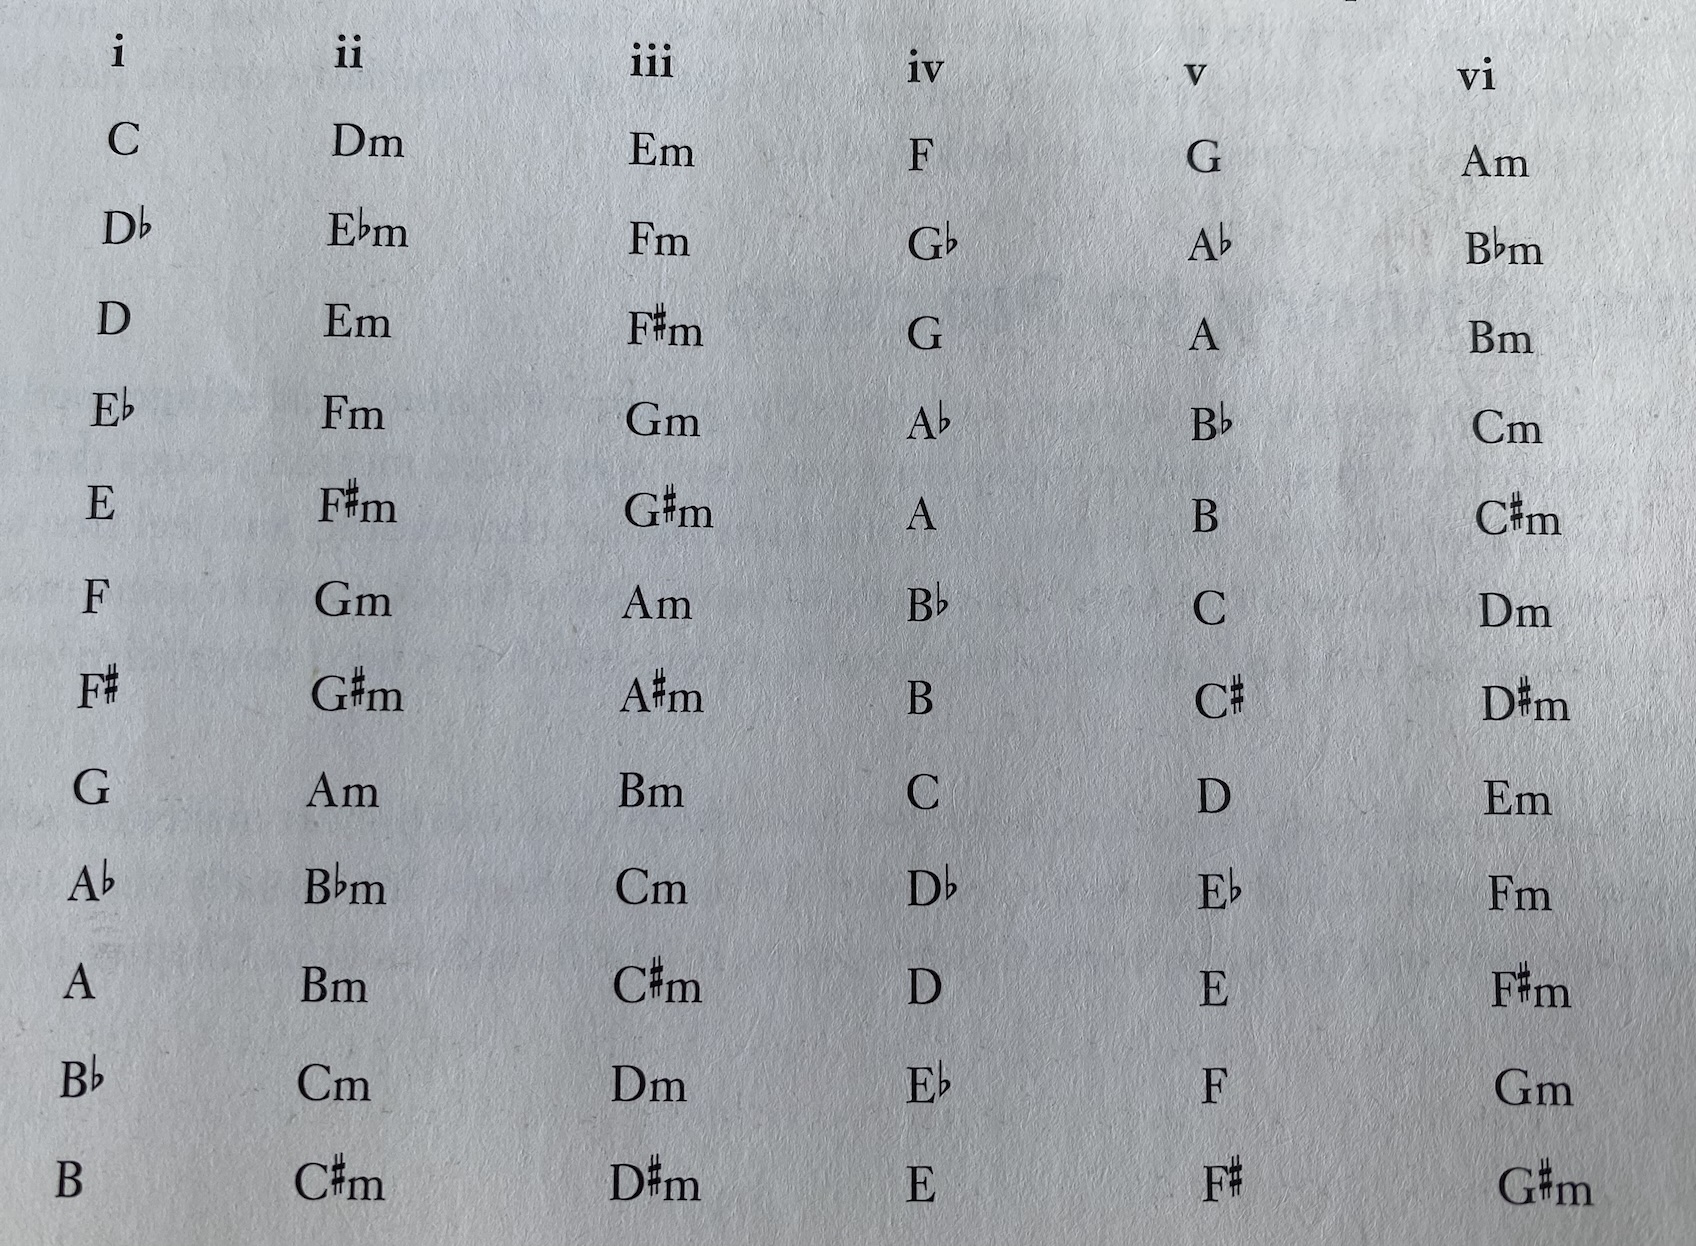 i ii iii iv v vi
C Dm Em F G Am
D♭ E♭m Fm G♭ A♭ B♭m
D Em F♯m G A Bm
E♭ Fm Gm A♭ B♭ Cm
E F♯m G♯m A B C♯m
F Gm Am B♭ C Dm
F♯ G♯m A♯m B C♯ D♯m
G Am Bm C D Em
A♭ B♭m Cm D♭ E♭ Fm
A Bm C♯m D E F♯m
B♭ Cm Dm E♭ F Gm
B C♯m D♯m E F♯ G♯m